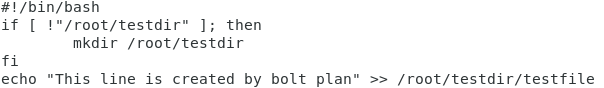 #!/bin/bash
if [ !"/root/testdir" ]; then
        mkdir /root/testdir
fi
echo "This line is created by bolt plan" >> /root/testdir/testfile